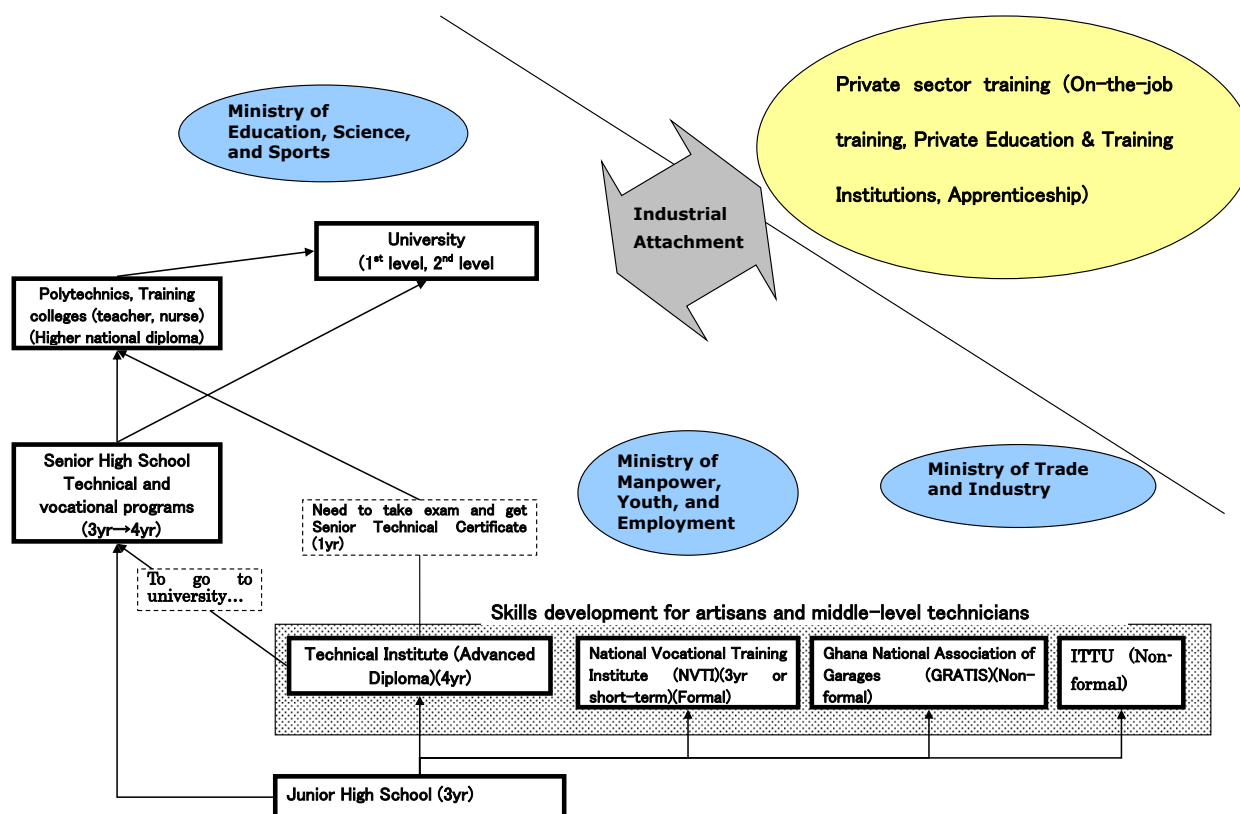 Ministry of
Education, Science,
and Sports
Private sector training (On-the-job
training, Private Education & Training
Institutions, Apprenticeship)
Industrial
Attachment
University
(1st level, 2nd level
Polytechnics, Training
colleges (teacher, nurse)
(Higher national diploma)
Senior High School
Technical and
vocational programs
(3yr→4yr)
Need to take exam and get
Senior Technical Certificate
(1yr)
Ministry of
Manpower,
Youth, and
Employment
Ministry of Trade
and Industry
To go to
university…
Skills development for artisans and middle-level technicians
Technical Institute (Advanced
Diploma)(4yr)
National Vocational Training
Institute (NVTI)(3yr or
short-term)(Formal)
Ghana National Association of
Garages (GRATIS)(Non-
formal)
ITTU (Non-
formal)
Junior High School (3yr)